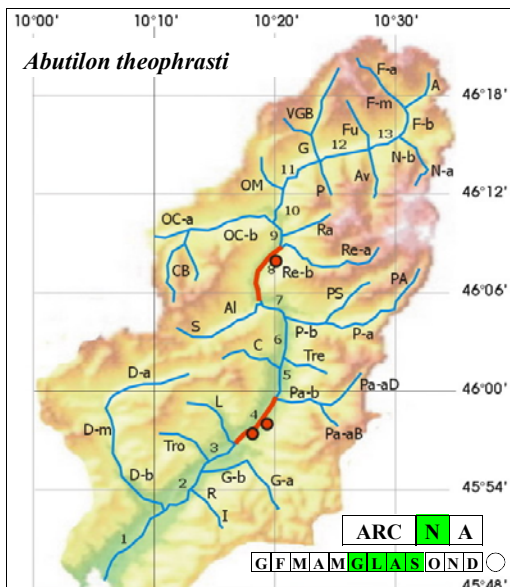 10°00' 10°10' 10°20' 10°30'
Abutilon theophrasti
F-a
A
46°18'
F-m
VGB
F-b
Fu
13
G
12
N-b
11
N-a
OM
P
Av
46°12'
10
OC-a
Ra
OC-b
9
Re-a
CB
8
Re-b
PA
46°06'
PS
Al
7
S
P-b
P-a
6
C
Tre
D-a
5
46°00'
Pa-b
Pa-aD
L
4
D-m
Pa-aB
Tro
3
D-b
G-b
G-a
45°54'
2
R
I
1
ARC N A
G F M A M G L A S O N D
45°48'